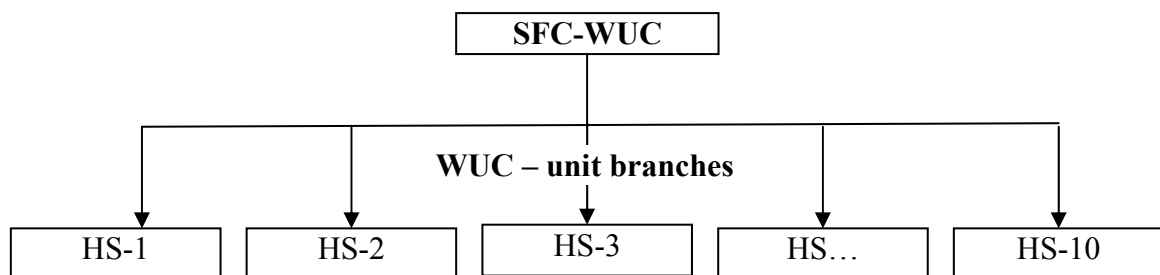 SFC-WUC
WUC – unit branches
HS-1
HS-2
HS-3
HS…
HS-10